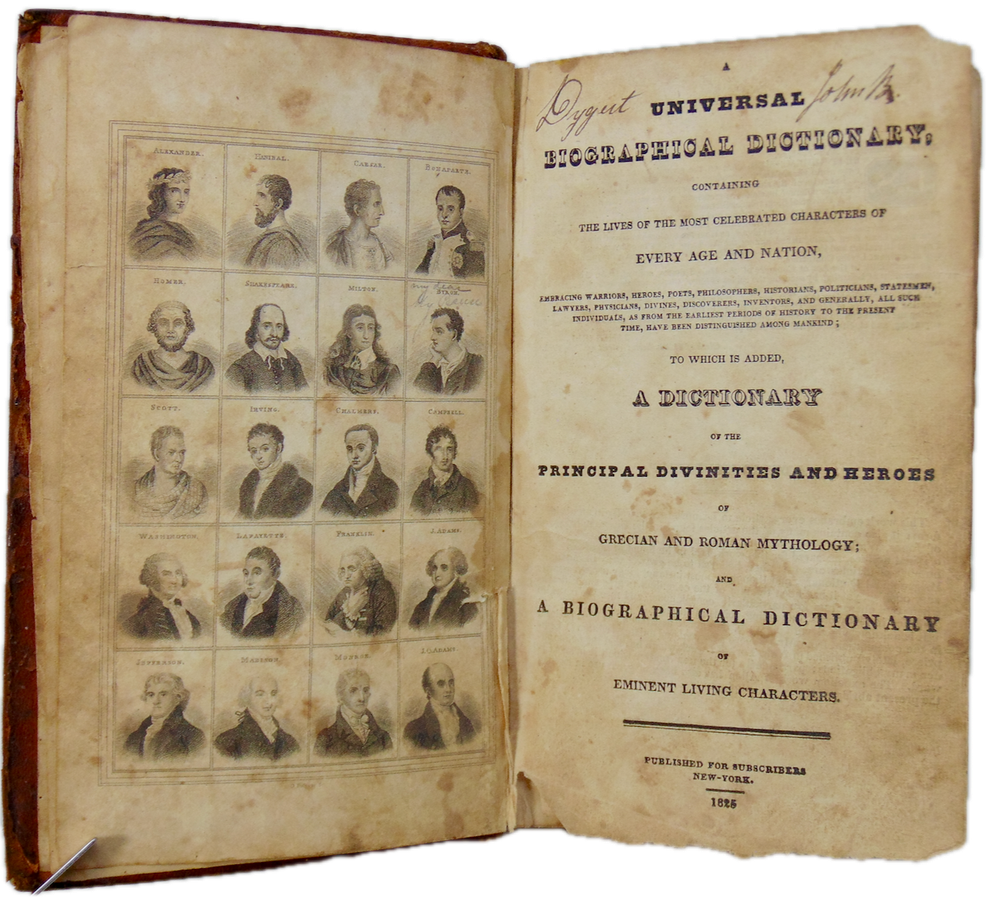 ALEXANDER. HANIBAL. CAESAR. BONAPARTE.
HOMER. SHAKESPEARE. MILTON. BYRON.
SCOTT. IRVING. CHALMERS. CAMPBELL.
WASHINGTON. LAFAYETTE. FRANKLIN. J. ADAMS.
JEFFERSON. MADISON. MONROE. J.Q. ADAMS.
A
Dygert UNIVERSAL John B.
BIOGRAPHICAL DICTIONARY,
CONTAINING
THE LIVES OF THE MOST CELEBRATED CHARACTERS OF
EVERY AGE AND NATION,
EMBRACING WARRIORS, HEROES, POETS, PHILOSOPHERS, HISTORIANS, POLITICIANS, STATESMEN,
LAWYERS, PHYSICIANS, DIVINES, DISCOVERERS, INVENTORS, AND GENERALLY, ALL SUCH
INDIVIDUALS, AS FROM THE EARLIEST PERIODS OF HISTORY TO THE PRESENT
TIME, HAVE BEEN DISTINGUISHED AMONG MANKIND;
TO WHICH IS ADDED,
A DICTIONARY
OF THE
PRINCIPAL DIVINITIES AND HEROES
OF
GRECIAN AND ROMAN MYTHOLOGY;
AND
A BIOGRAPHICAL DICTIONARY
OF
EMINENT LIVING CHARACTERS.
PUBLISHED FOR SUBSCRIBERS
NEW-YORK.
1825